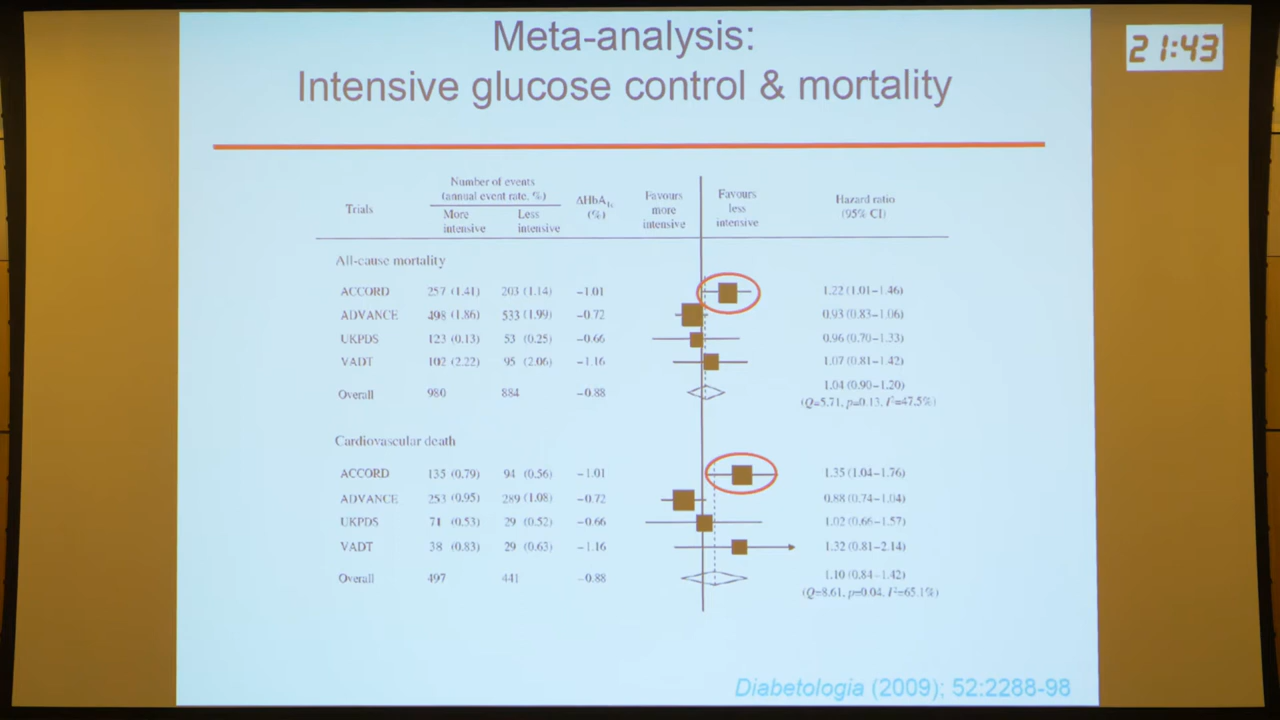 Meta-analysis:
Intensive glucose control & mortality
21:43
Trials
Number of events
(annual event rate, %)
More intensive
Less intensive
ΔHbA1c (%)
Favours more intensive
Favours less intensive
Hazard ratio (95% CI)
All-cause mortality
ACCORD 257 (1.41) 203 (1.14) −1.01 1.22 (1.01–1.46)
ADVANCE 498 (1.86) 533 (1.99) −0.72 0.93 (0.83–1.06)
UKPDS 123 (0.13) 53 (0.25) −0.66 0.96 (0.70–1.33)
VADT 102 (2.22) 95 (2.06) −1.16 1.07 (0.81–1.42)
Overall 980 884 −0.88 1.04 (0.90–1.20)
(Q=5.71, p=0.13, I²=47.5%)
Cardiovascular death
ACCORD 135 (0.79) 94 (0.56) −1.01 1.35 (1.04–1.76)
ADVANCE 253 (0.95) 289 (1.08) −0.72 0.88 (0.74–1.04)
UKPDS 71 (0.53) 29 (0.52) −0.66 1.02 (0.66–1.57)
VADT 38 (0.83) 29 (0.63) −1.16 1.32 (0.81–2.14)
Overall 497 441 −0.88 1.10 (0.84–1.42)
(Q=8.61, p=0.04, I²=65.1%)
Diabetologia (2009); 52:2288-98